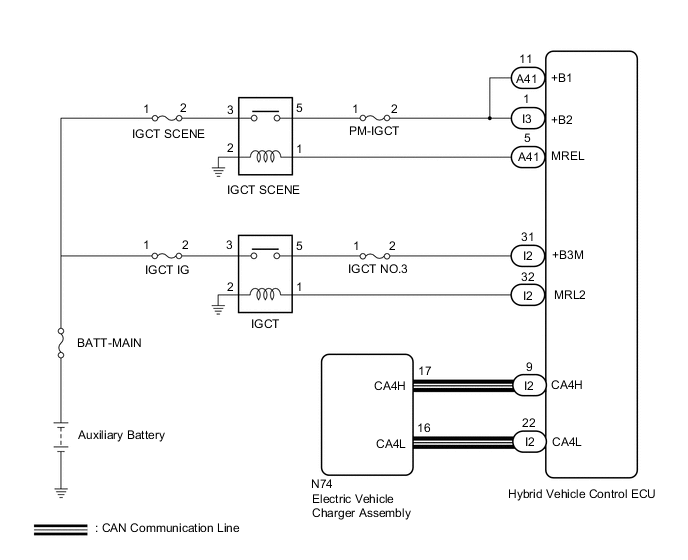 11
A41 +B1
1 2 3 5 1 2 1
I3 +B2
IGCT SCENE PM-IGCT
5
2 1 A41 MREL
IGCT SCENE
31
1 2 3 5 1 2 I2 +B3M
IGCT IG IGCT NO.3
32
2 1 I2 MRL2
IGCT
BATT-MAIN
17 9
CA4H I2 CA4H
Auxiliary Battery
16 22
CA4L I2 CA4L
N74
Electric Vehicle
Charger Assembly
Hybrid Vehicle Control ECU
: CAN Communication Line